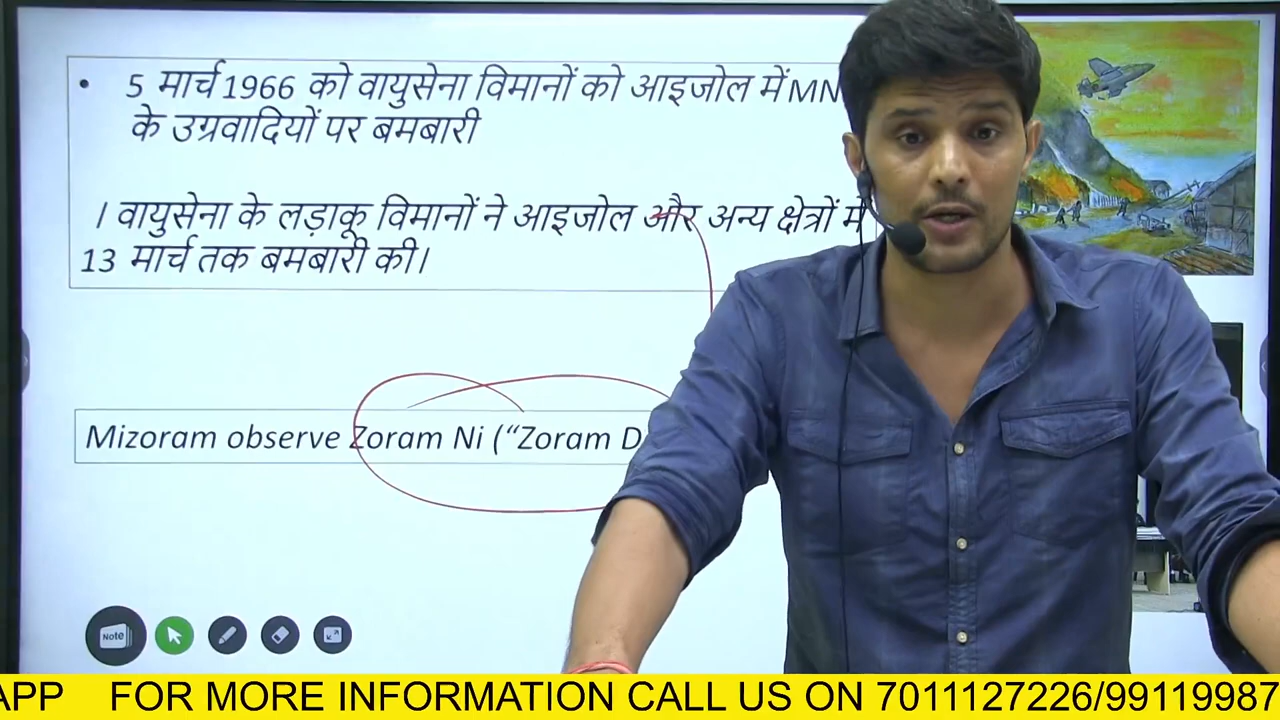 • 5 मार्च 1966 को वायुसेना विमानों को आइजोल में MN
के उग्रवादियों पर बमबारी
। वायुसेना के लड़ाकू विमानों ने आइजोल और अन्य क्षेत्रों में
13 मार्च तक बमबारी की।
Mizoram observe Zoram Ni (“Zoram D
Note
APP FOR MORE INFORMATION CALL US ON 7011127226/99119987